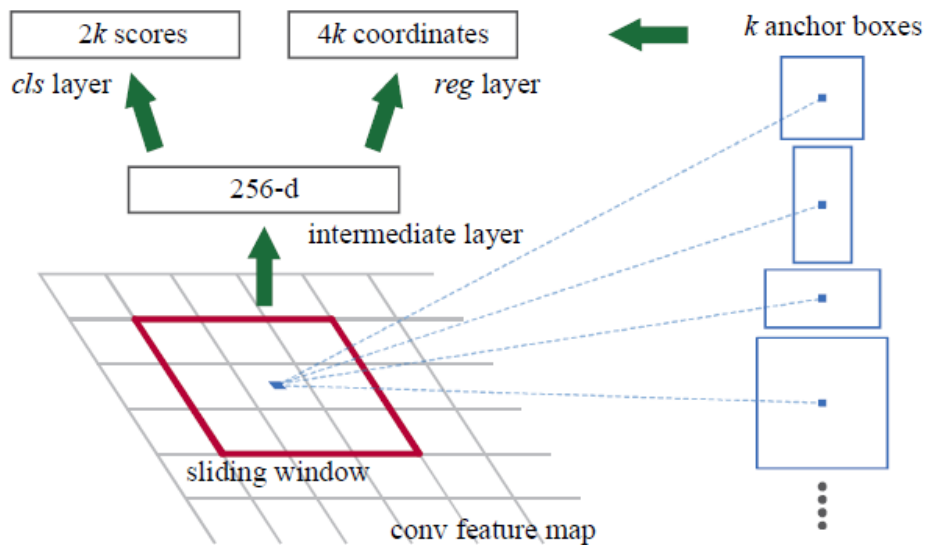 2k scores
4k coordinates
k anchor boxes
cls layer
reg layer
256-d
intermediate layer
sliding window
conv feature map